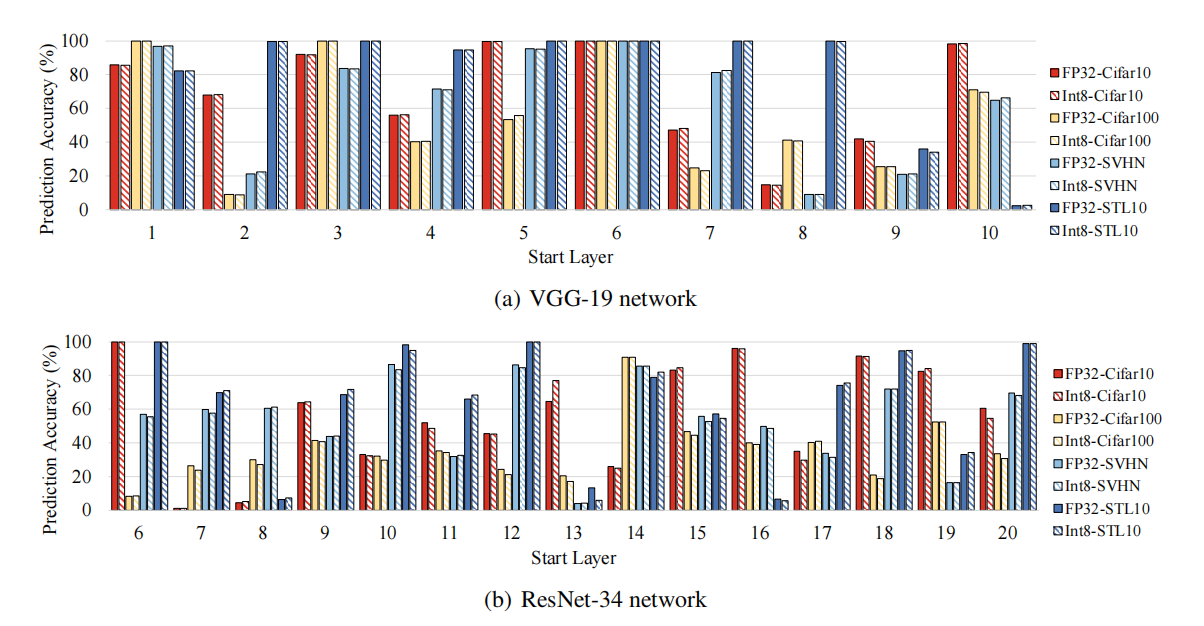 Prediction Accuracy (%)
100
80
60
40
20
0
1 2 3 4 5 6 7 8 9 10
Start Layer
FP32-Cifar10
Int8-Cifar10
FP32-Cifar100
Int8-Cifar100
FP32-SVHN
Int8-SVHN
FP32-STL10
Int8-STL10
(a) VGG-19 network
Prediction Accuracy (%)
100
80
60
40
20
0
6 7 8 9 10 11 12 13 14 15 16 17 18 19 20
Start Layer
FP32-Cifar10
Int8-Cifar10
FP32-Cifar100
Int8-Cifar100
FP32-SVHN
Int8-SVHN
FP32-STL10
Int8-STL10
(b) ResNet-34 network